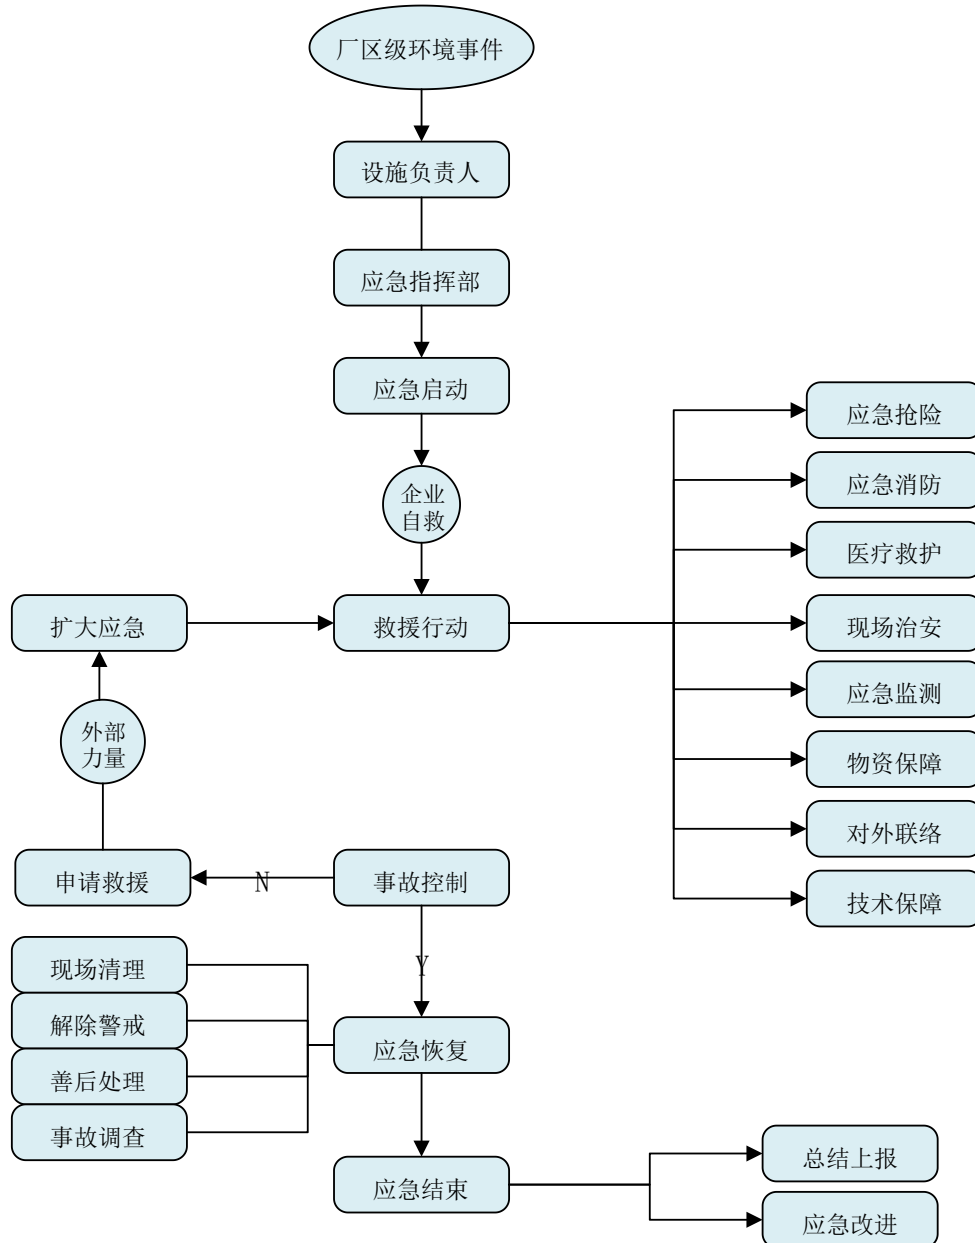 厂区级环境事件
设施负责人
应急指挥部
应急启动
企业
自救
救援行动
扩大应急
外部
力量
申请救援
N
事故控制
Y
应急抢险
应急消防
医疗救护
现场治安
应急监测
物资保障
对外联络
技术保障
现场清理
解除警戒
善后处理
事故调查
应急恢复
应急结束
总结上报
应急改进